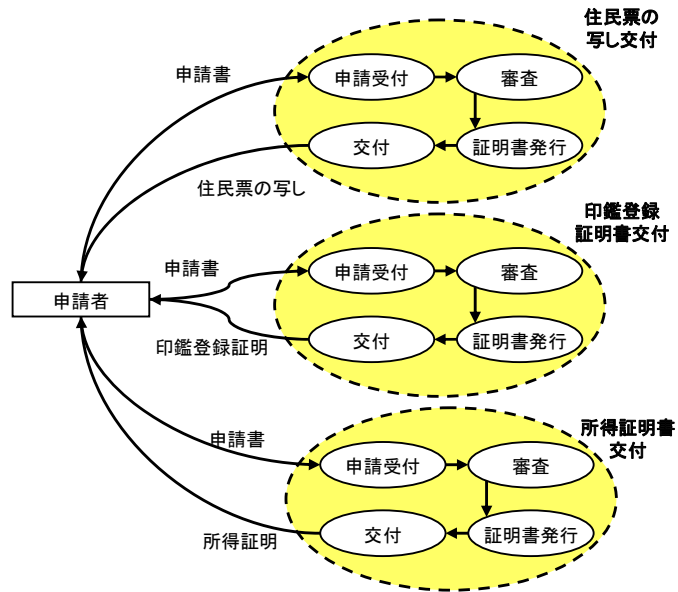 住民票の
写し交付
申請書
申請受付
審査
交付
証明書発行
住民票の写し
印鑑登録
証明書交付
申請書
申請受付
審査
申請者
交付
証明書発行
印鑑登録証明
所得証明書
交付
申請書
申請受付
審査
交付
証明書発行
所得証明